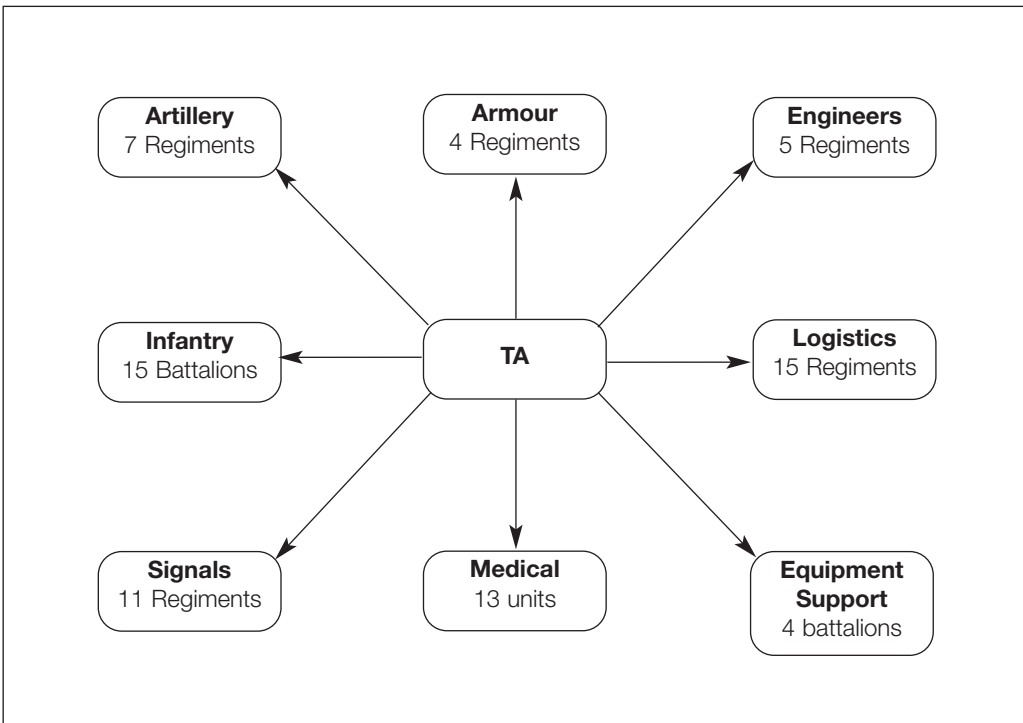 Artillery
7 Regiments
Armour
4 Regiments
Engineers
5 Regiments
Infantry
15 Battalions
TA
Logistics
15 Regiments
Signals
11 Regiments
Medical
13 units
Equipment
Support
4 battalions